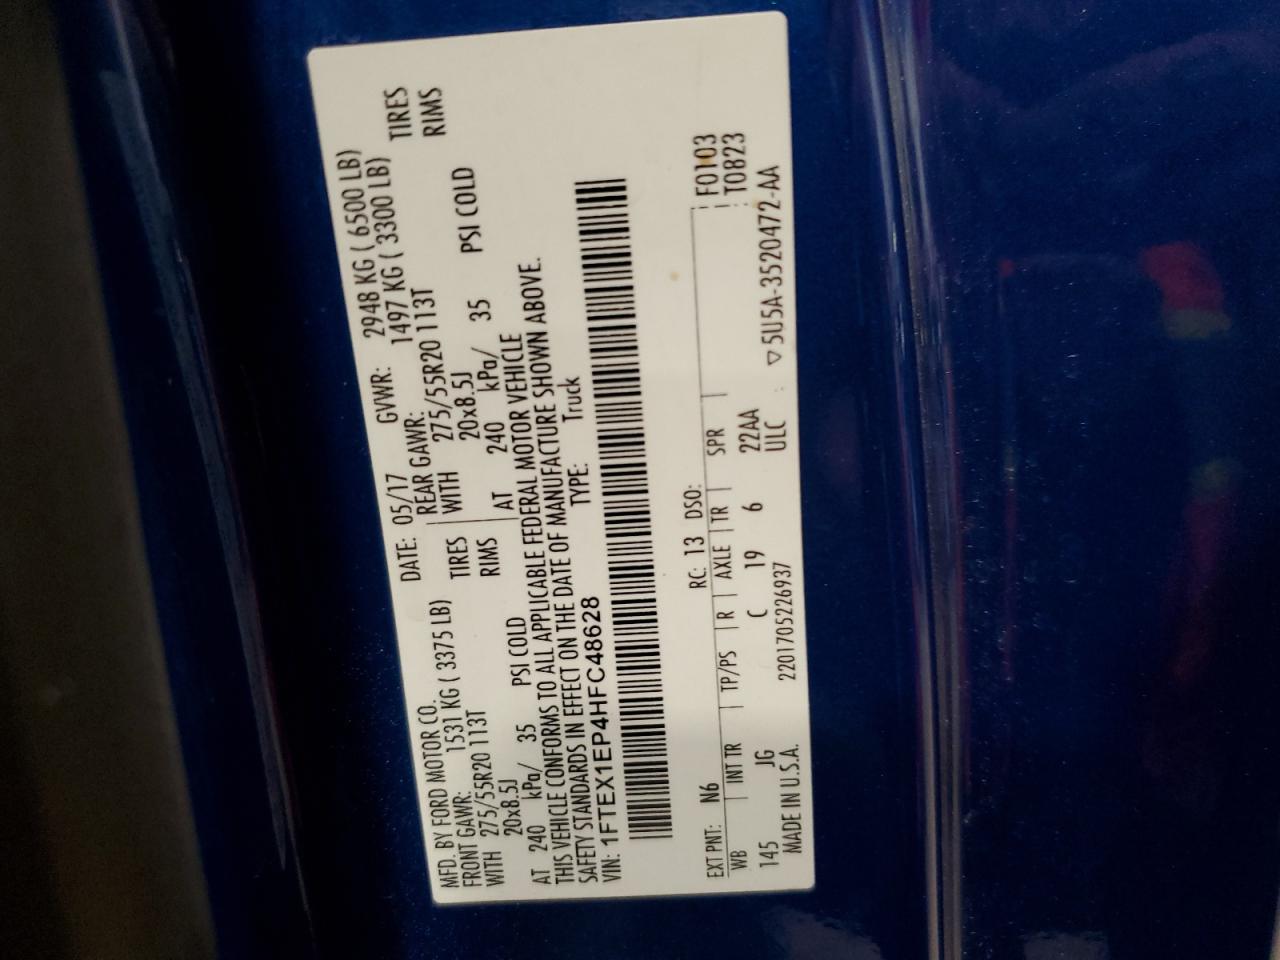 MFD. BY FORD MOTOR CO. DATE: 05/17 GVWR: 2948 KG ( 6500 LB)
FRONT GAWR: 1531 KG ( 3375 LB) REAR GAWR: 1497 KG ( 3300 LB)
WITH 275/55R20 113T TIRES WITH 275/55R20 113T TIRES
20x8.5J RIMS 20x8.5J RIMS
AT 240 kPa/ 35 PSI COLD AT 240 kPa/ 35 PSI COLD
THIS VEHICLE CONFORMS TO ALL APPLICABLE FEDERAL MOTOR VEHICLE
SAFETY STANDARDS IN EFFECT ON THE DATE OF MANUFACTURE SHOWN ABOVE.
VIN: 1FTEX1EP4HFC48628 TYPE: Truck
EXT PNT: N6 RC: 13 DSO: F0103
WB INT TR TP/PS R AXLE TR SPR T0823
145 JG C 19 6 22AA
MADE IN U.S.A. 2201705226937 ULC ▽5U5A-3520472-AA